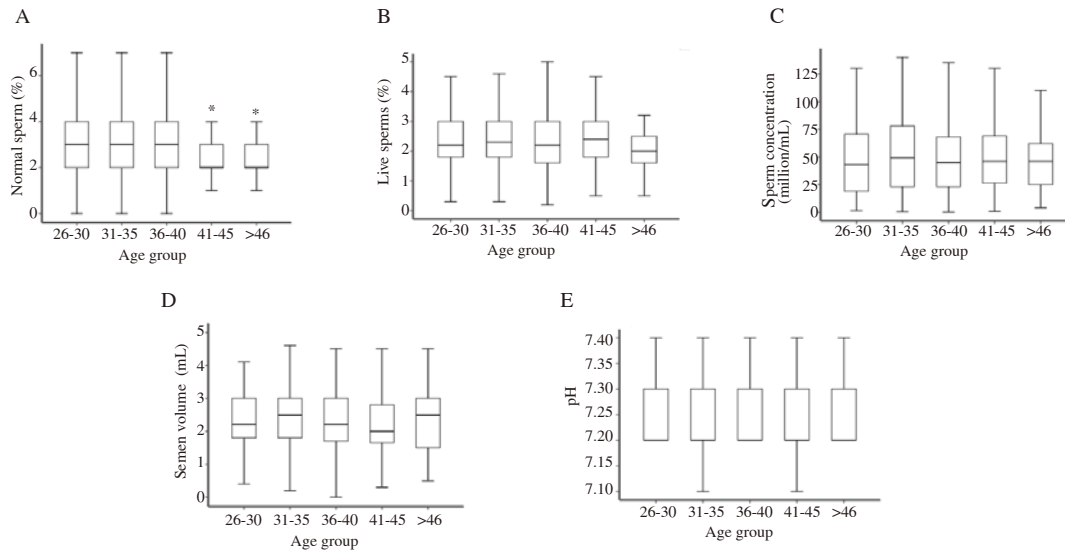 A
Normal sperm (%)
6
4
2
0
* *
26-30 31-35 36-40 41-45 >46
Age group
B
Live sperms (%)
5
4
3
2
1
0
26-30 31-35 36-40 41-45 >46
Age group
C
Sperm concentration
(million/mL)
125
100
75
50
25
0
26-30 31-35 36-40 41-45 >46
Age group
D
Semen volume (mL)
5
4
3
2
1
0
26-30 31-35 36-40 41-45 >46
Age group
E
pH
7.40
7.30
7.25
7.20
7.15
7.10
26-30 31-35 36-40 41-45 >46
Age group